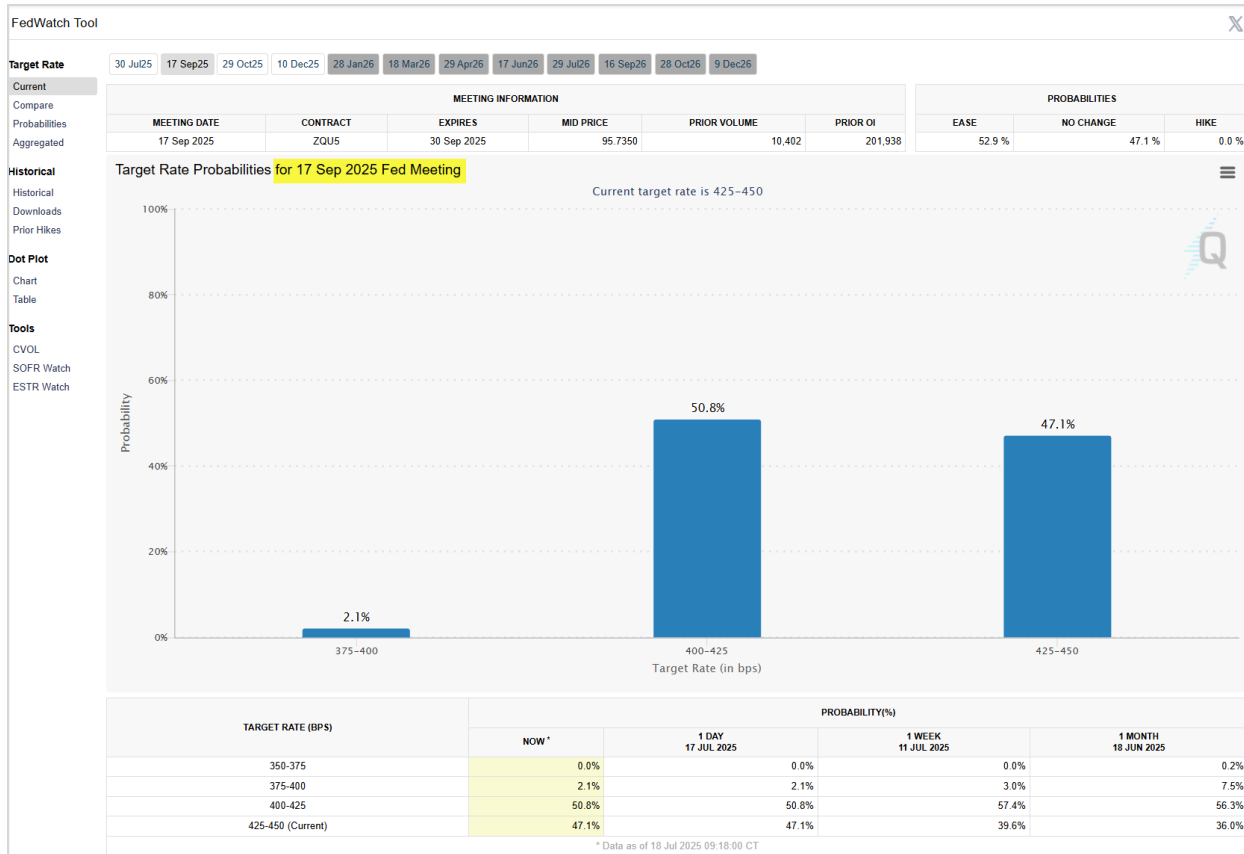 FedWatch Tool
Target Rate
Current
Compare
Probabilities
Aggregated
Historical
Historical
Downloads
Prior Hikes
Dot Plot
Chart
Table
Tools
CVOL
SOFR Watch
ESTR Watch
30 Jul25 17 Sep25 29 Oct25 10 Dec25 28 Jan26 18 Mar26 29 Apr26 17 Jun26 29 Jul26 16 Sep26 28 Oct26 9 Dec26
MEETING INFORMATION
MEETING DATE CONTRACT EXPIRES MID PRICE PRIOR VOLUME PRIOR OI
17 Sep 2025 ZQU5 30 Sep 2025 95.7350 10,402 201,938
PROBABILITIES
EASE NO CHANGE HIKE
52.9 % 47.1 % 0.0 %
Target Rate Probabilities for 17 Sep 2025 Fed Meeting
Current target rate is 425-450
Q
Probability
100%
80%
60%
40%
20%
0%
2.1%
50.8%
47.1%
375-400 400-425 425-450
Target Rate (in bps)
TARGET RATE (BPS) PROBABILITY(%)
NOW * 1 DAY 1 WEEK 1 MONTH
17 JUL 2025 11 JUL 2025 18 JUN 2025
350-375 0.0% 0.0% 0.0% 0.2%
375-400 2.1% 2.1% 3.0% 7.5%
400-425 50.8% 50.8% 57.4% 56.3%
425-450 (Current) 47.1% 47.1% 39.6% 36.0%
* Data as of 18 Jul 2025 09:18:00 CT